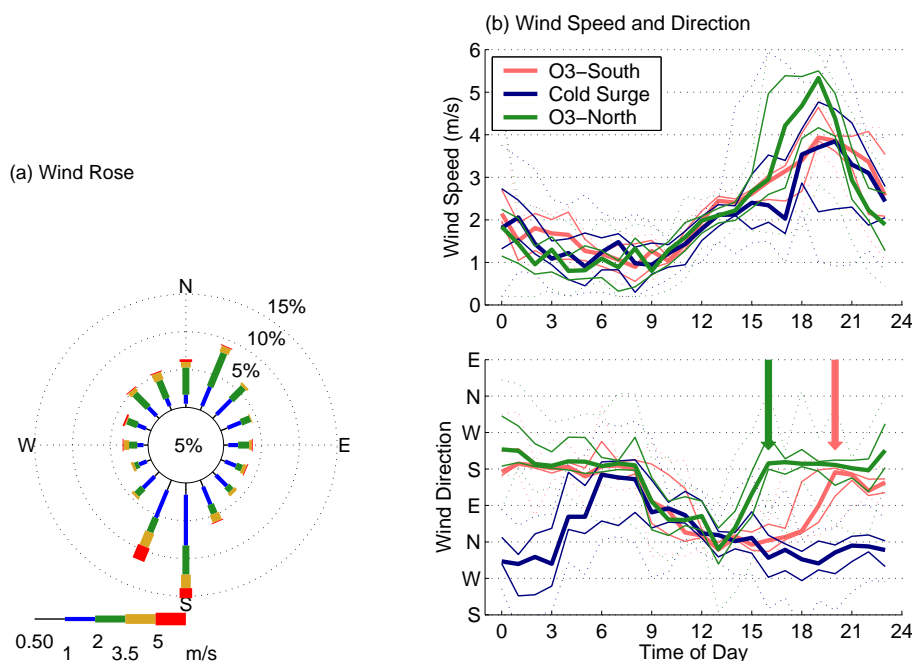 (a) Wind Rose
N
15%
10%
5%
W
5%
E
S
0.50
1
2
3.5
5
m/s
(b) Wind Speed and Direction
6
5
4
3
2
1
0
Wind Speed (m/s)
O3−South
Cold Surge
O3−North
0 3 6 9 12 15 18 21 24
E
N
W
S
E
N
W
S
Wind Direction
0 3 6 9 12 15 18 21 24
Time of Day